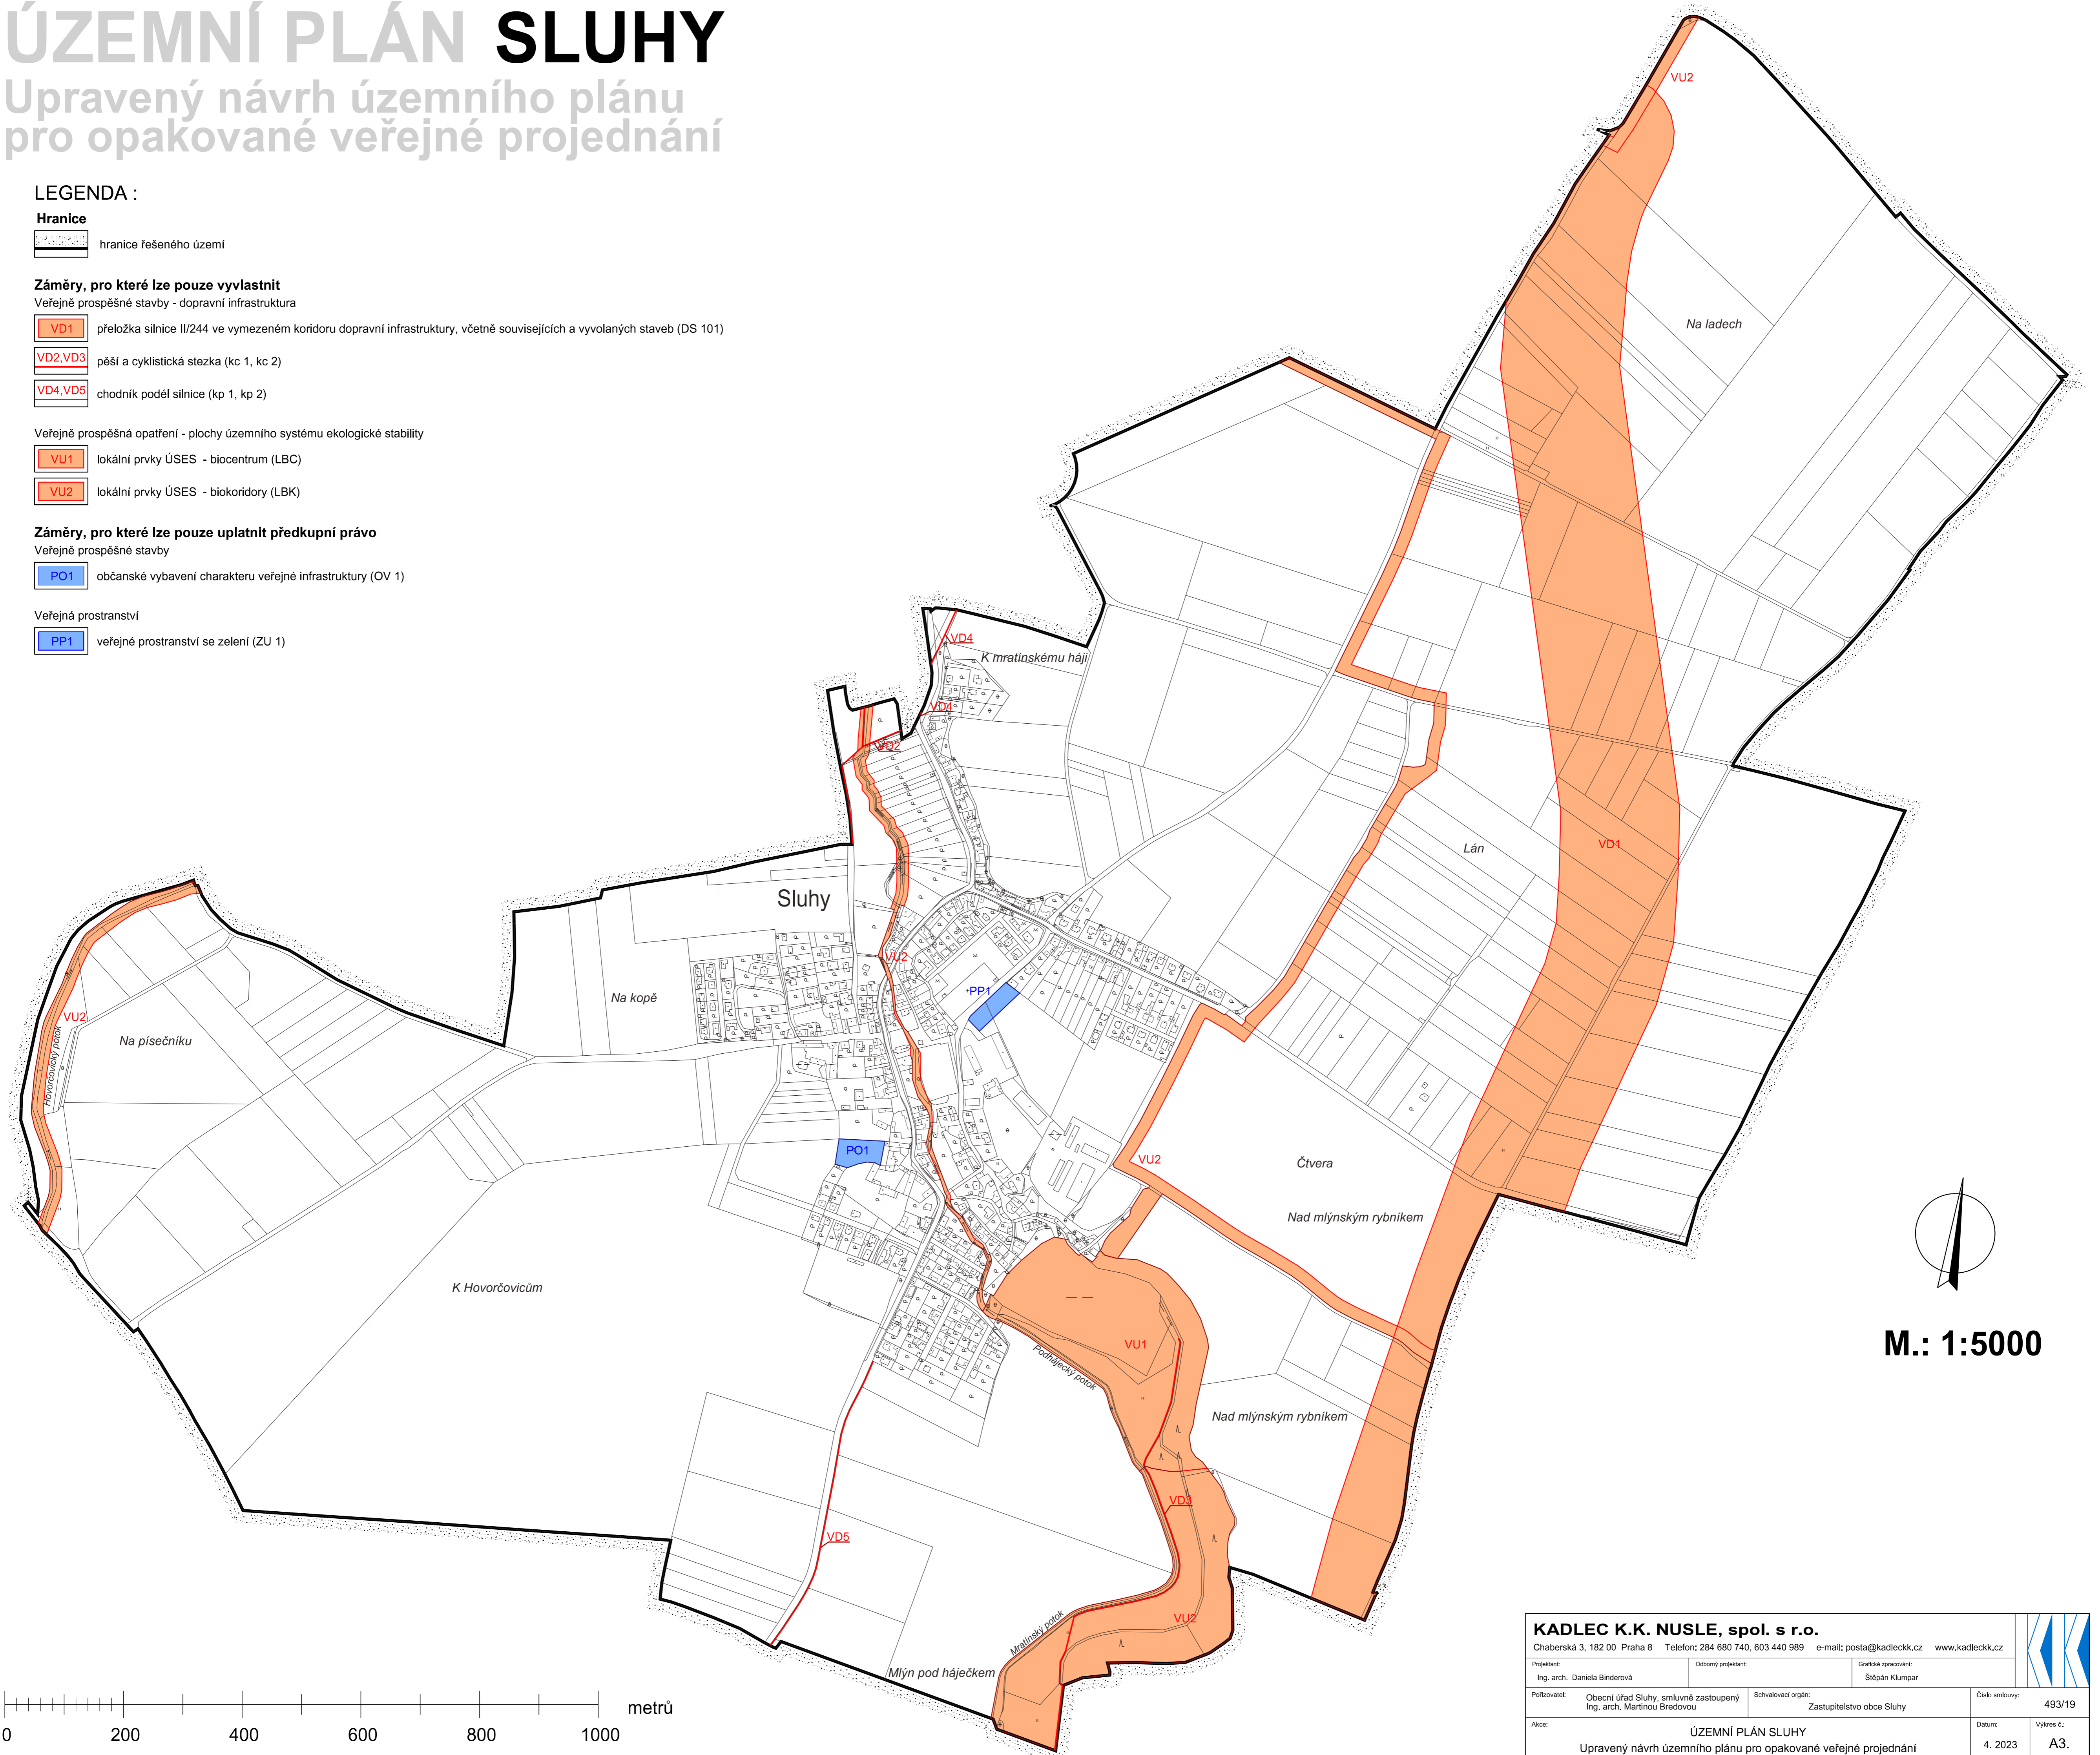 ÚZEMNÍ PLÁN SLUHY
Upravený návrh územního plánu
pro opakované veřejné projednání
LEGENDA :
Hranice
hranice řešeného území
Záměry, pro které lze pouze vyvlastnit
Veřejně prospěšné stavby - dopravní infrastruktura
VD1 přeložka silnice II/244 ve vymezeném koridoru dopravní infrastruktury, včetně souvisejících a vyvolaných staveb (DS 101)
VD2,VD3 pěší a cyklistická stezka (kc 1, kc 2)
VD4,VD5 chodník podél silnice (kp 1, kp 2)
Veřejně prospěšná opatření - plochy územního systému ekologické stability
VU1 lokální prvky ÚSES - biocentrum (LBC)
VU2 lokální prvky ÚSES - biokoridory (LBK)
Záměry, pro které lze pouze uplatnit předkupní právo
Veřejně prospěšné stavby
PO1 občanské vybavení charakteru veřejné infrastruktury (OV 1)
Veřejná prostranství
PP1 veřejné prostranství se zelení (ZU 1)
VU2
Na ladech
VD4
K mratínskému háji
VD4
VD2
Lán
VD1
Sluhy
VU2
PP1
Na kopě
VU2
Hovorčovický potok
Na písečníku
PO1
VU2
Čtvera
Nad mlýnským rybníkem
K Hovorčovicům
VU1
Podhájecký potok
Nad mlýnským rybníkem
VD3
VD5
VU2
Mratínský potok
Mlýn pod háječkem
M.: 1:5000
0 200 400 600 800 1000 metrů
KADLEC K.K. NUSLE, spol. s r.o.
Chaberská 3, 182 00 Praha 8 Telefon: 284 680 740, 603 440 989 e-mail: posta@kadleckk.cz www.kadleckk.cz
Projektant: Odborný projektant: Grafické zpracování:
Ing. arch. Daniela Binderová Štěpán Klumpar
Pořizovatel: Obecní úřad Sluhy, smluvně zastoupený
Ing. arch. Martinou Bredovou
Schvalovací orgán:
Zastupitelstvo obce Sluhy
Číslo smlouvy:
493/19
Akce:
ÚZEMNÍ PLÁN SLUHY
Upravený návrh územního plánu pro opakované veřejné projednání
Datum:
4. 2023
Výkres č.:
A3.